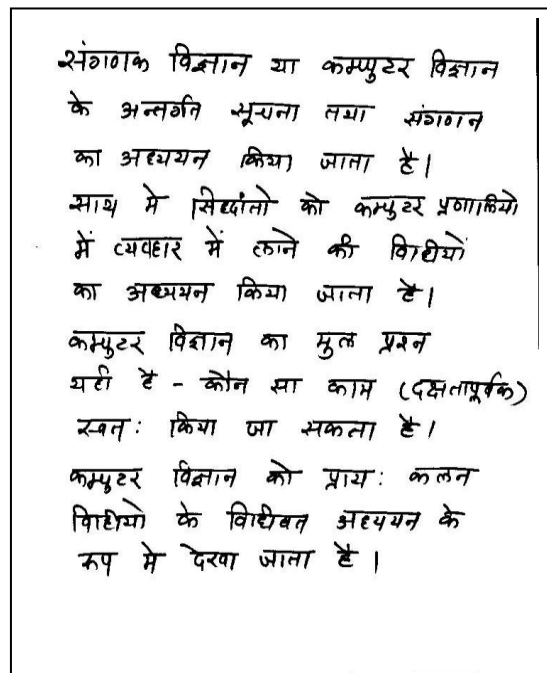 संगणक विज्ञान या कम्प्युटर विज्ञान
के अन्तर्गत सूचना तथा संगणन
का अध्ययन किया जाता है।
साथ मे सिध्दांतो को कम्प्युटर प्रणालियो
में व्यवहार में लाने की विधीयों
का अध्ययन किया जाता है।
कम्प्युटर विज्ञान का मुल प्रश्न
यही है - कौन सा काम (दक्षतापूर्वक)
स्वत: किया जा सकता है।
कम्प्युटर विज्ञान को प्राय: कलन
विधीयो के विधीवत अध्ययन के
रूप मे देखा जाता है।